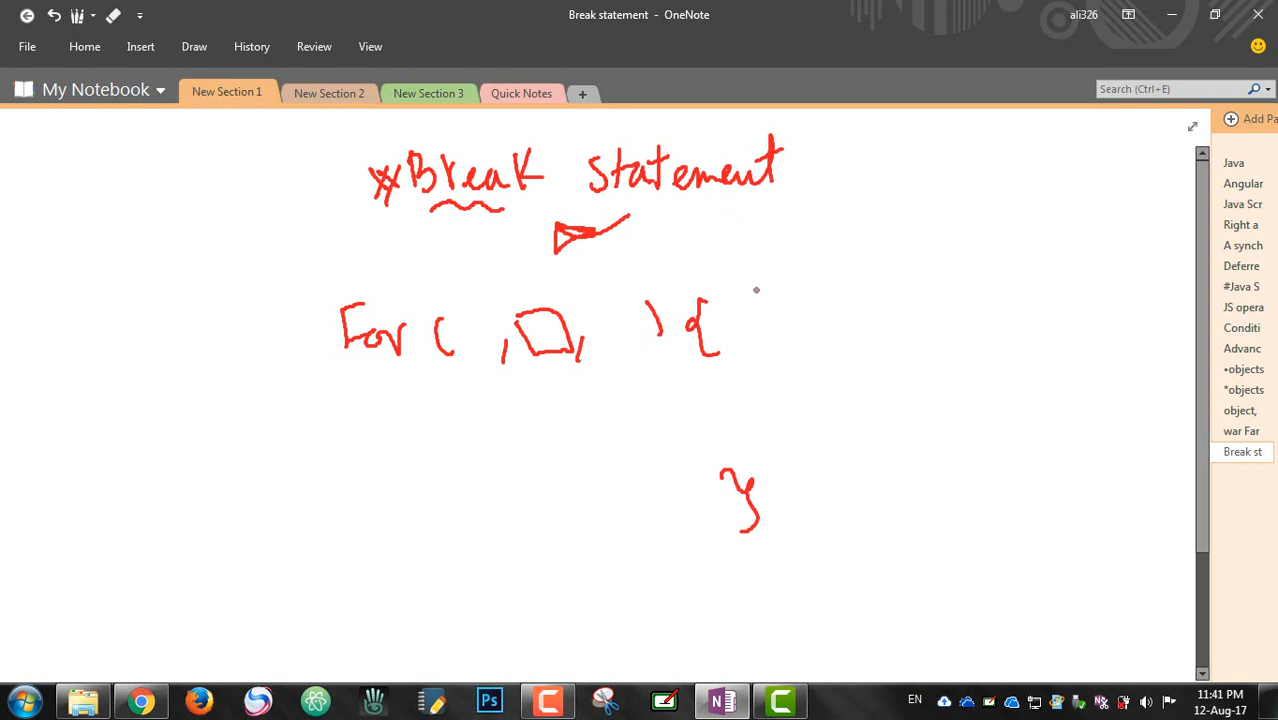 Break statement - OneNote
ali326
File Home Insert Draw History Review View
My Notebook New Section 1 New Section 2 New Section 3 Quick Notes + Search (Ctrl+E)
Add Pa
Java
Angular
Java Scr
Right a
A synch
Deferre
#Java S
JS opera
Conditi
Advanc
•objects
*objects
object,
war Far
Break st
Break statement
For ( , , ) {
}
Ps
EN
11:41 PM
12-Aug-17